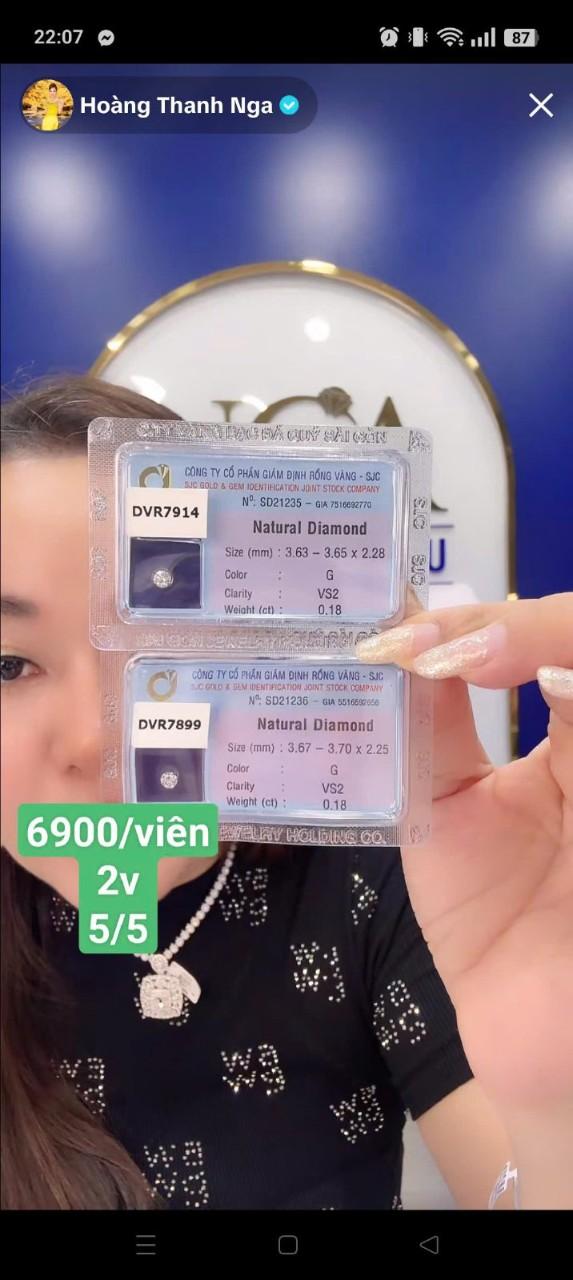 22:07
87
Hoàng Thanh Nga
CÔNG TY CỔ PHẦN GIÁM ĐỊNH RỒNG VÀNG - SJC
SJC GOLD & GEM IDENTIFICATION JOINT STOCK COMPANY
Nº: SD21235 - GIA 7516692770
DVR7914
Natural Diamond
Size (mm) : 3.63 - 3.65 x 2.28
Color : G
Clarity : VS2
Weight (ct) : 0.18
SJC
CÔNG TY CỔ PHẦN GIÁM ĐỊNH RỒNG VÀNG - SJC
SJC GOLD & GEM IDENTIFICATION JOINT STOCK COMPANY
Nº: SD21236 - GIA
DVR7899
Natural Diamond
Size (mm) : 3.67 - 3.70 x 2.25
Color : G
Clarity : VS2
Weight (ct) : 0.18
JEWELRY HOLDING CO.
6900/viên
2v
5/5